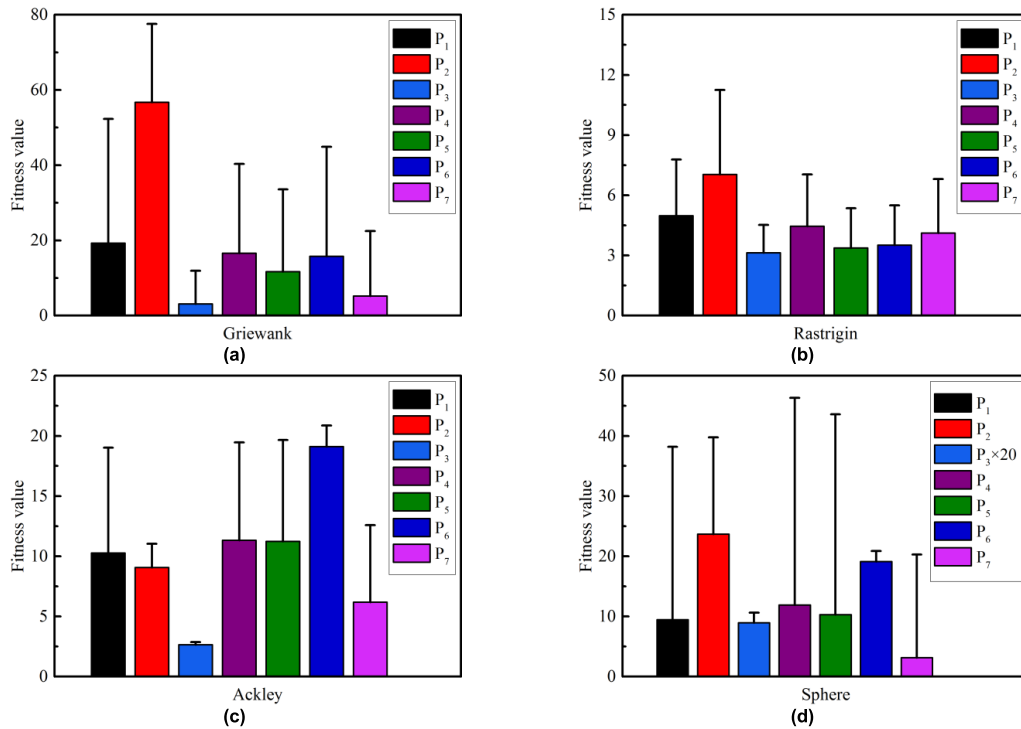 80
60
40
20
0
Fitness value
P1
P2
P3
P4
P5
P6
P7
Griewank
(a)
15
12
9
6
3
0
Fitness value
P1
P2
P3
P4
P5
P6
P7
Rastrigin
(b)
25
20
15
10
5
0
Fitness value
P1
P2
P3
P4
P5
P6
P7
Ackley
(c)
50
40
30
20
10
0
Fitness value
P1
P2
P3×20
P4
P5
P6
P7
Sphere
(d)